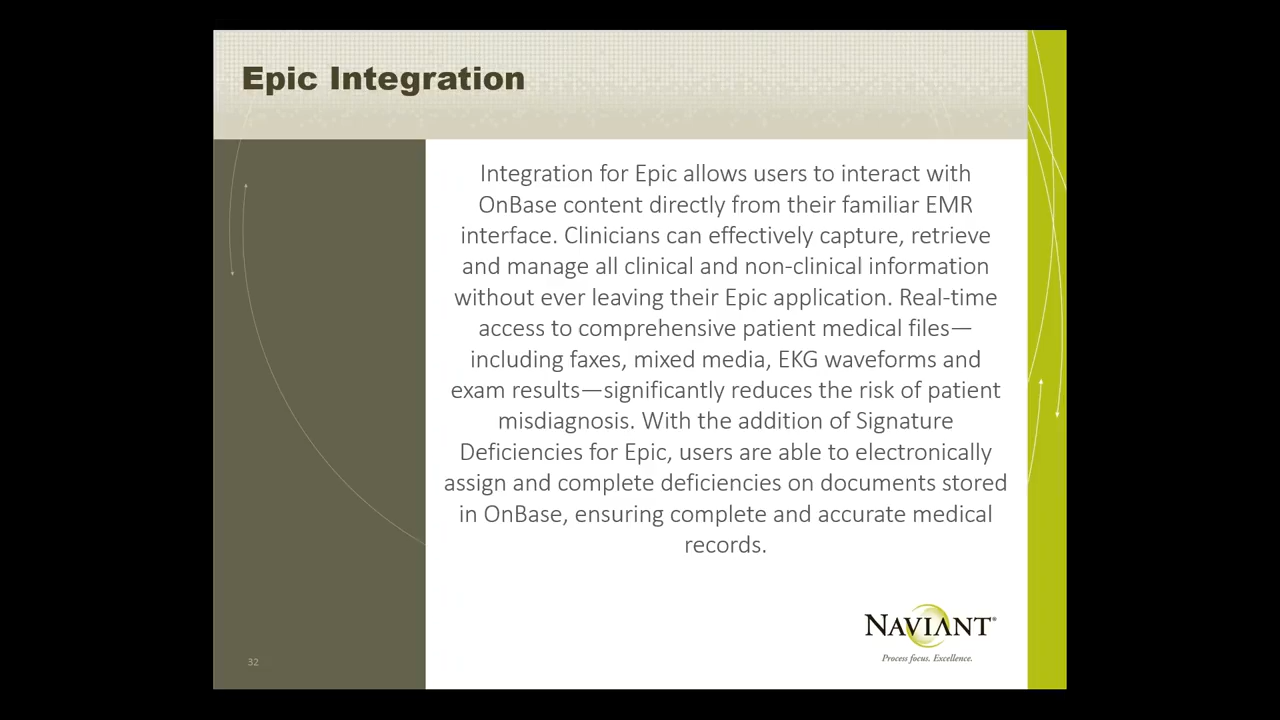 Epic Integration
Integration for Epic allows users to interact with
OnBase content directly from their familiar EMR
interface. Clinicians can effectively capture, retrieve
and manage all clinical and non-clinical information
without ever leaving their Epic application. Real-time
access to comprehensive patient medical files—
including faxes, mixed media, EKG waveforms and
exam results—significantly reduces the risk of patient
misdiagnosis. With the addition of Signature
Deficiencies for Epic, users are able to electronically
assign and complete deficiencies on documents stored
in OnBase, ensuring complete and accurate medical
records.
NAVIANT®
Process focus. Excellence.
32